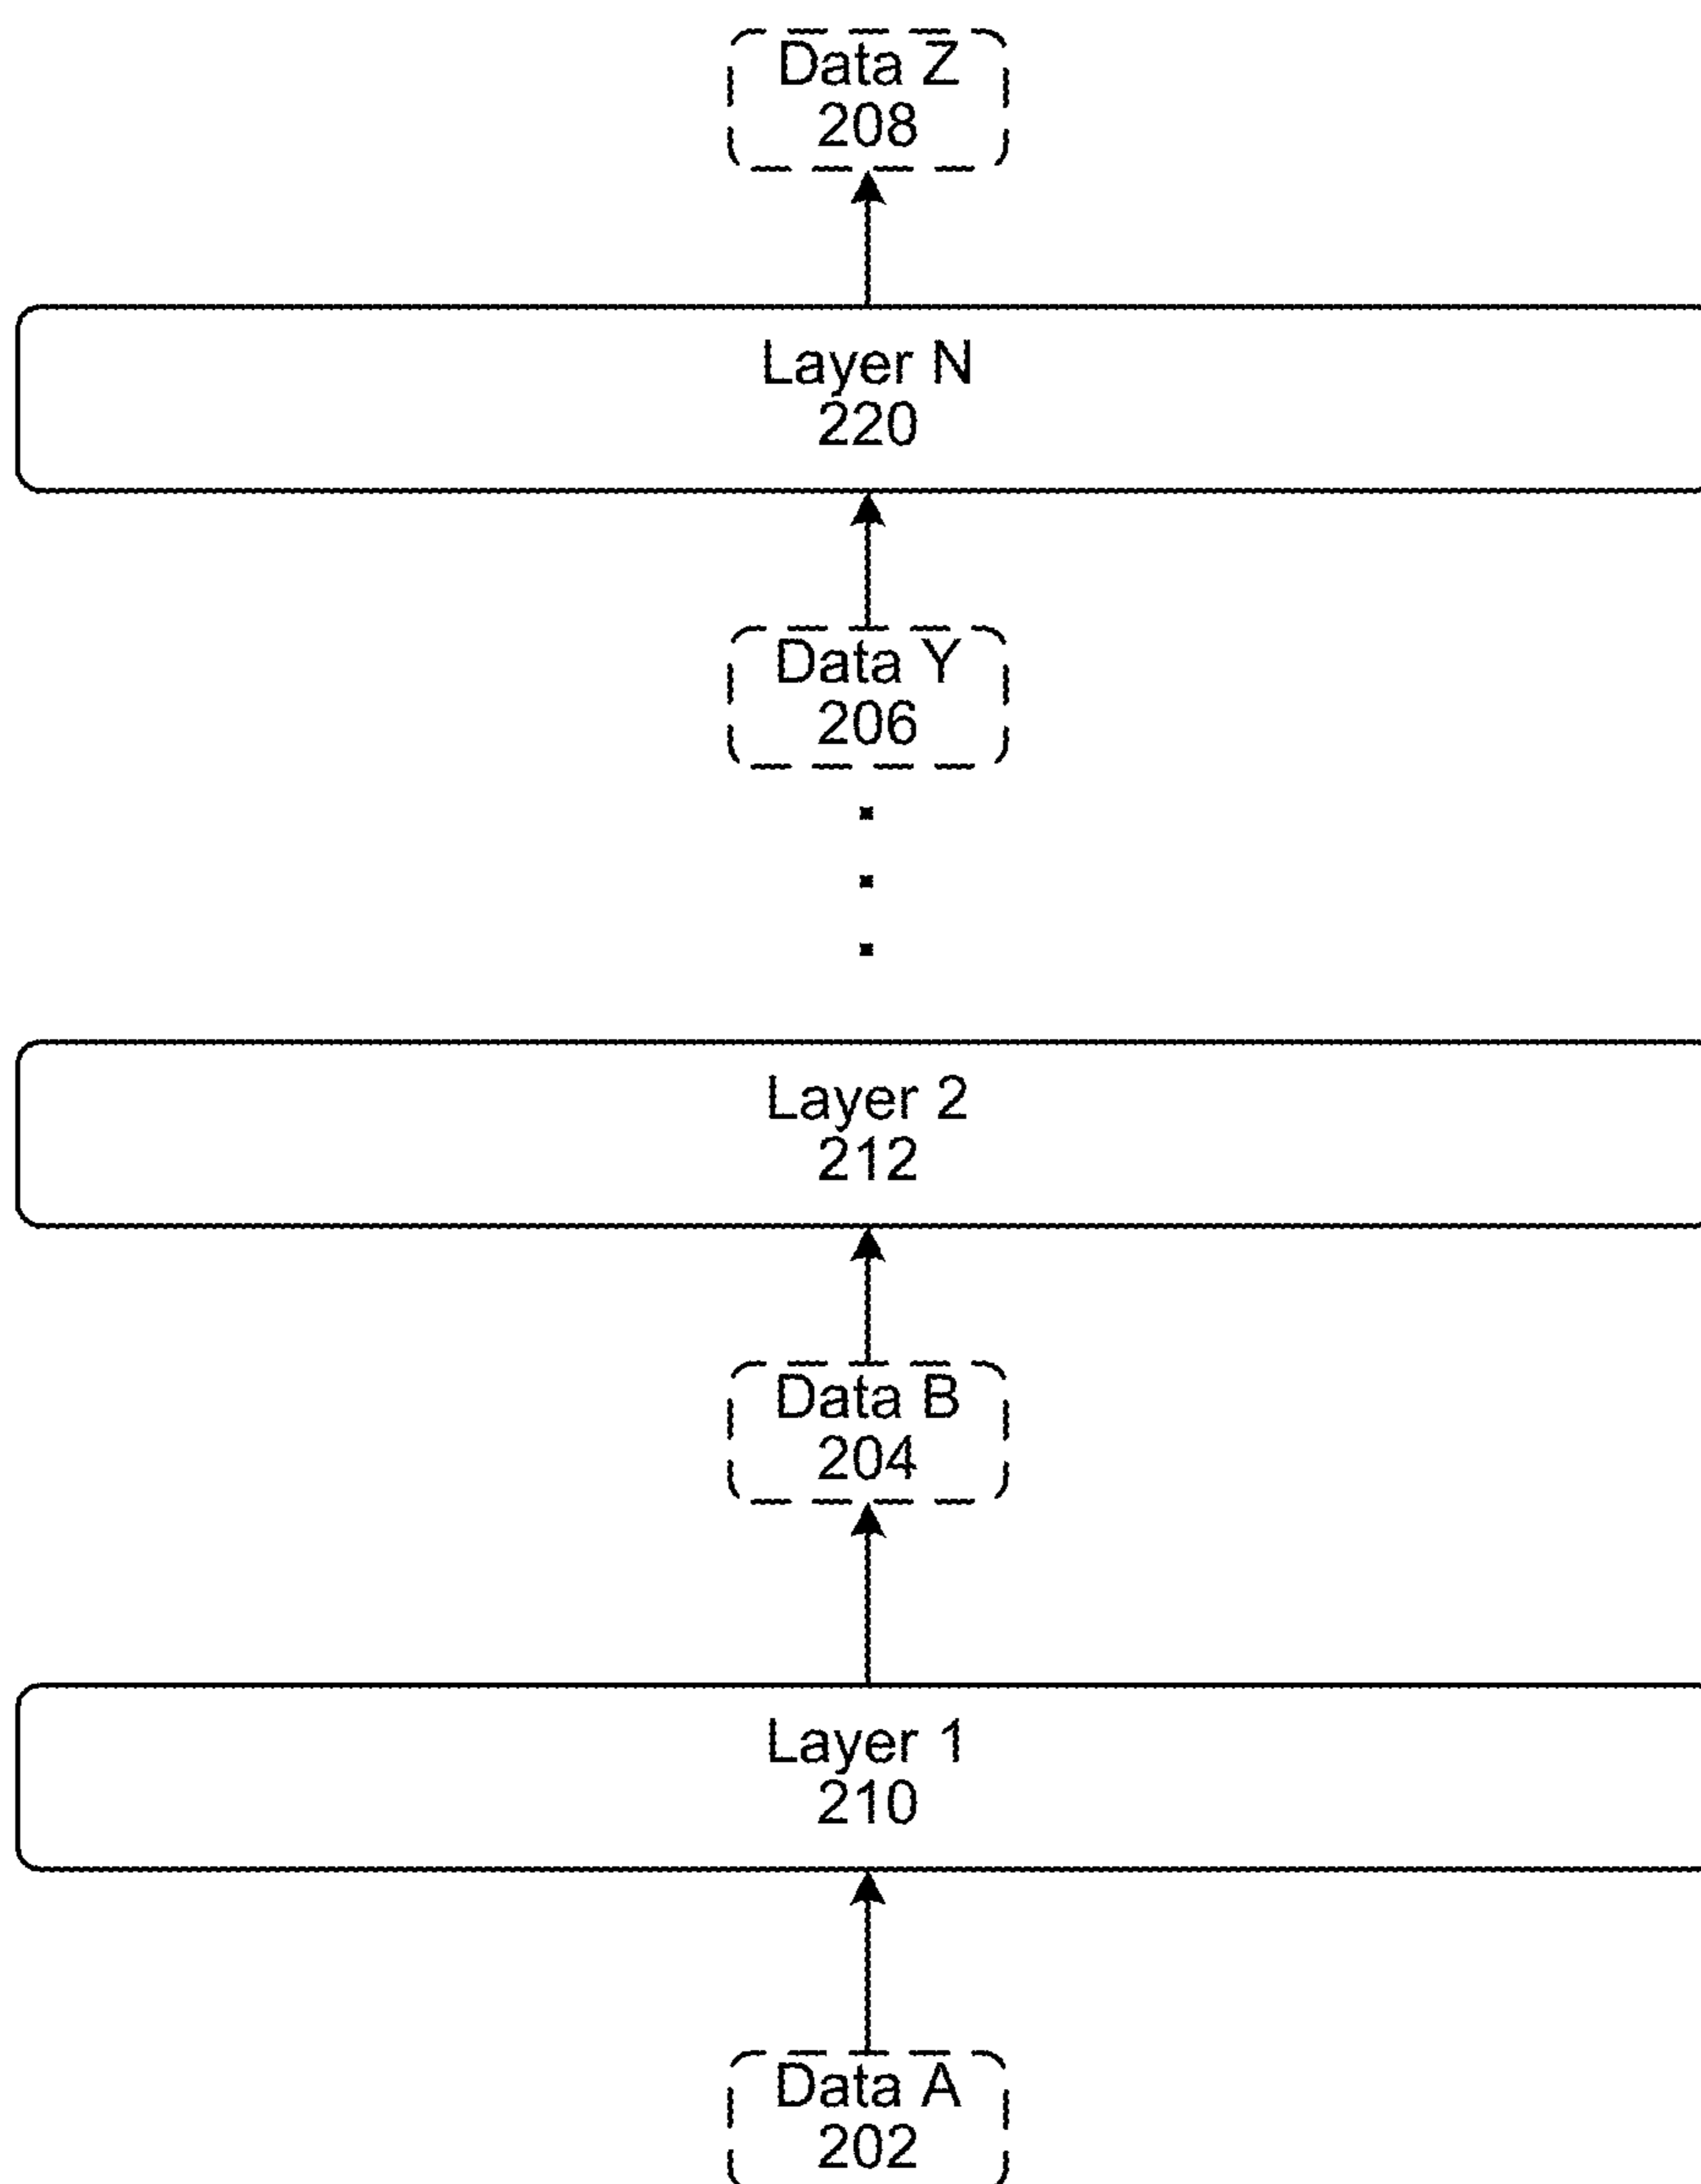 Data Z
208
Layer N
220
Data Y
206
Layer 2
212
Data B
204
Layer 1
210
Data A
202